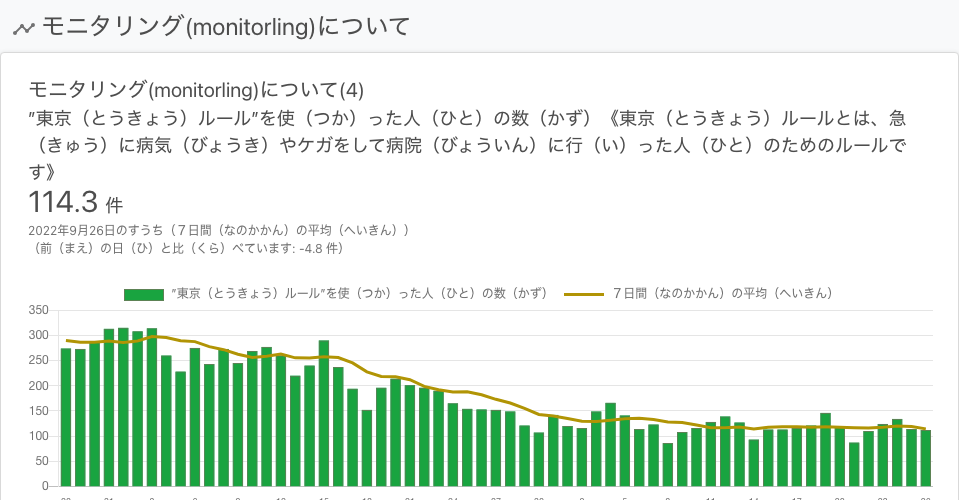 モニタリング(monitorling)について
モニタリング(monitorling)について(4)
”東京（とうきょう）ルール”を使（つか）った人（ひと）の数（かず）《東京（とうきょう）ルールとは、急
（きゅう）に病気（びょうき）やケガをして病院（びょういん）に行（い）った人（ひと）のためのルールで
す》
114.3 件
2022年9月26日のすうち（７日間（なのかかん）の平均（へいきん））
（前（まえ）の日（ひ）と比（くら）べています: -4.8 件）
”東京（とうきょう）ルール”を使（つか）った人（ひと）の数（かず） ７日間（なのかかん）の平均（へいきん）
350
300
250
200
150
100
50
0